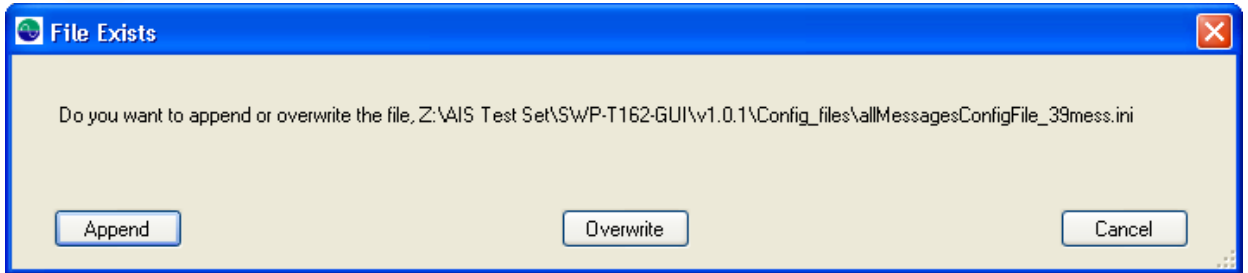 File Exists
Do you want to append or overwrite the file, Z:\AIS Test Set\SWP-T162-GUI\v1.0.1\Config_files\allMessagesConfigFile_39mess.ini
Append Overwrite Cancel